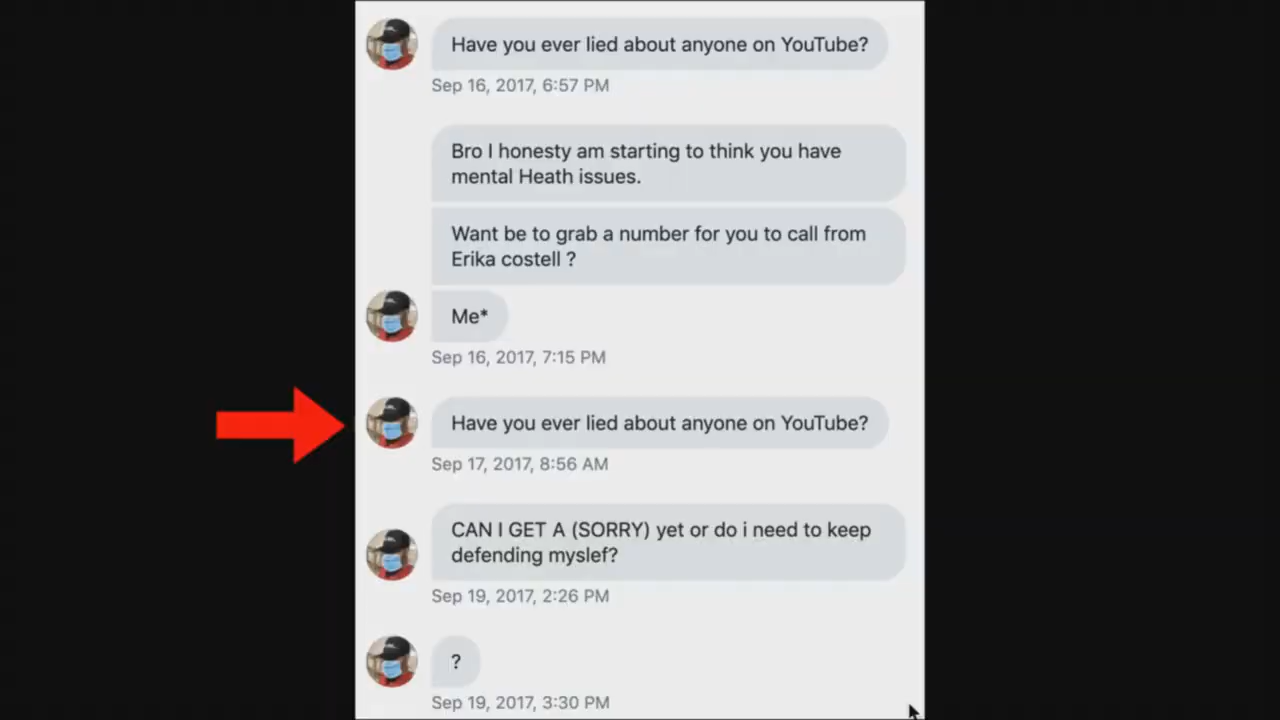 Have you ever lied about anyone on YouTube?
Sep 16, 2017, 6:57 PM
Bro I honesty am starting to think you have
mental Heath issues.
Want be to grab a number for you to call from
Erika costell ?
Me*
Sep 16, 2017, 7:15 PM
Have you ever lied about anyone on YouTube?
Sep 17, 2017, 8:56 AM
CAN I GET A (SORRY) yet or do i need to keep
defending myslef?
Sep 19, 2017, 2:26 PM
?
Sep 19, 2017, 3:30 PM